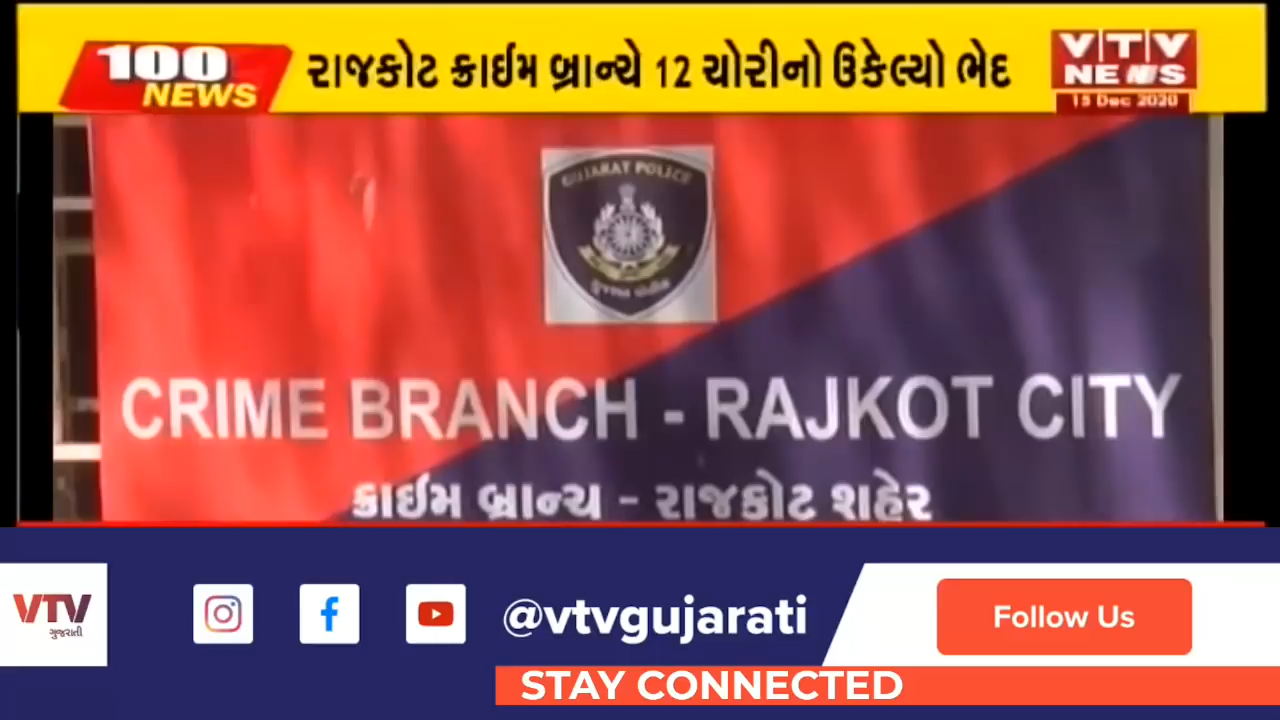 100
NEWS
રાજકોટ ક્રાઈમ બ્રાન્ચે 12 ચોરીનો ઉકેલ્યો ભેદ
VTV
NEWS
15 Dec 2020
GUJARAT POLICE
ગુજરાત પોલીસ
CRIME BRANCH - RAJKOT CITY
ક્રાઈમ બ્રાન્ચ - રાજકોટ શહેર
VTV
ગુજરાતી
@vtvgujarati
Follow Us
STAY CONNECTED